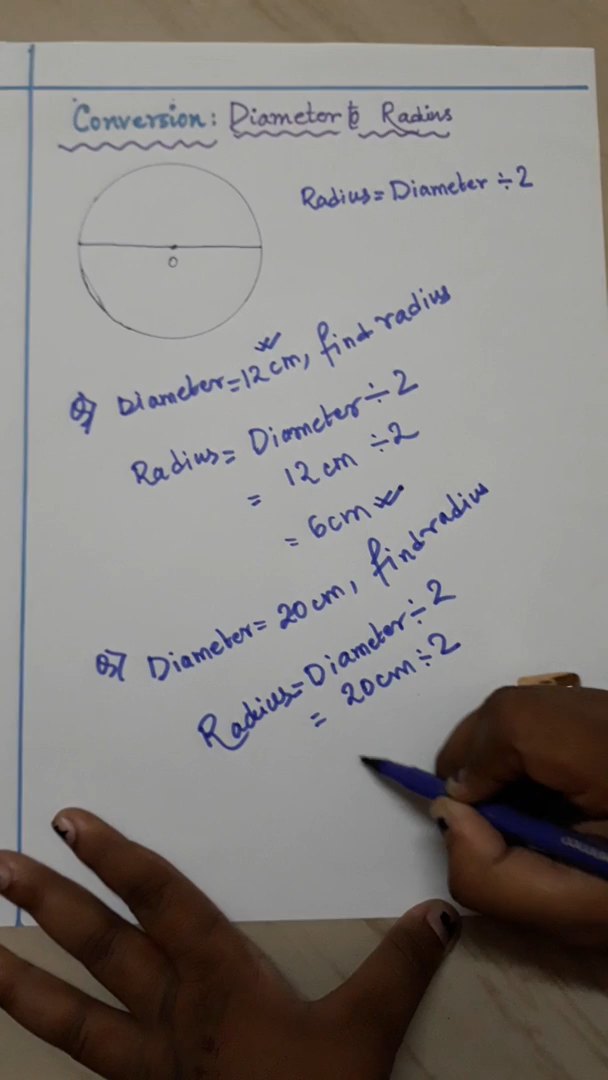 Conversion: Diameter to Radius
Radius = Diameter ÷ 2
O
Q) Diameter = 12 cm, find radius
Radius = Diameter ÷ 2
= 12 cm ÷ 2
= 6 cm
Q) Diameter = 20 cm, find radius
Radius = Diameter ÷ 2
= 20 cm ÷ 2